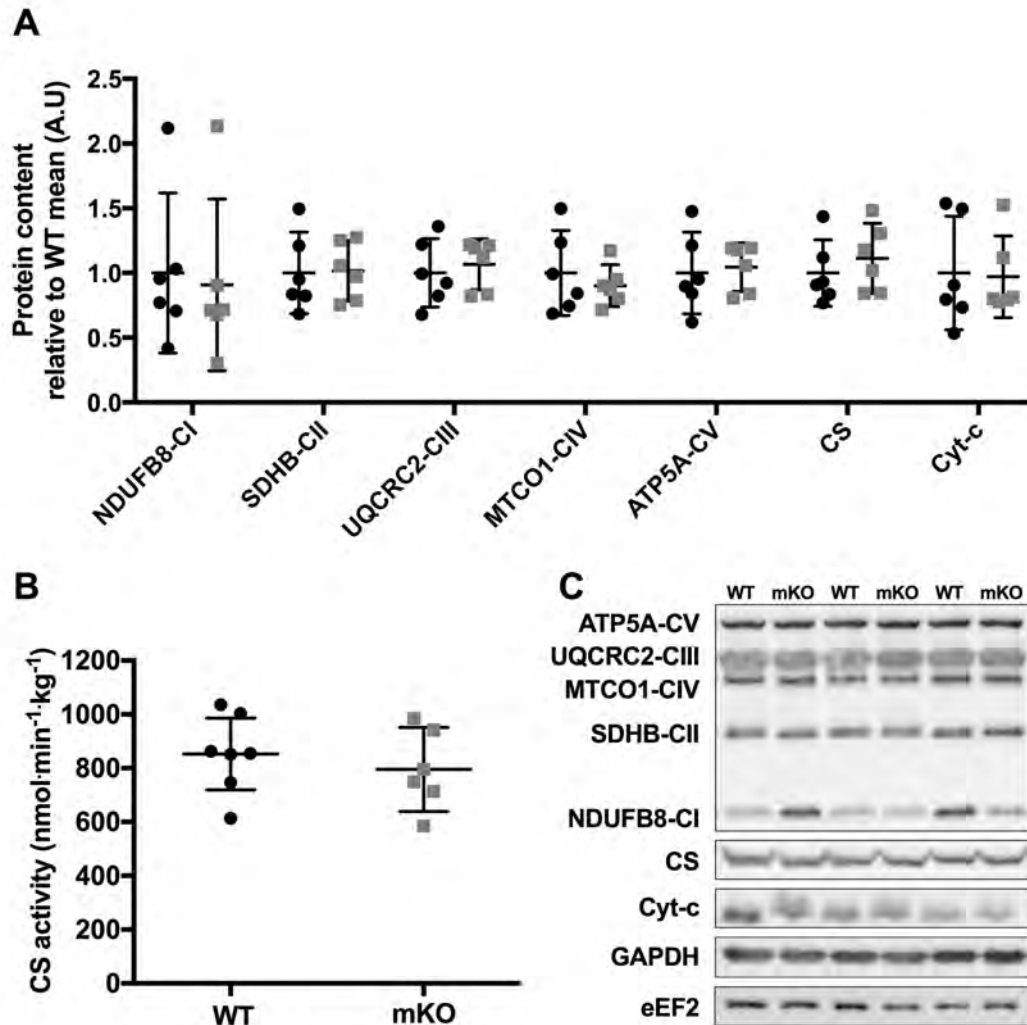 A
Protein content
relative to WT mean (A.U)
2.5
2.0
1.5
1.0
0.5
0.0
NDUFB8-CI
SDHB-CII
UQCRC2-CIII
MTCO1-CIV
ATP5A-CV
CS
Cyt-c
B
CS activity (nmol·min⁻¹·kg⁻¹)
1200
1000
800
600
400
200
0
WT mKO
C
WT mKO WT mKO WT mKO
ATP5A-CV
UQCRC2-CIII
MTCO1-CIV
SDHB-CII
NDUFB8-CI
CS
Cyt-c
GAPDH
eEF2